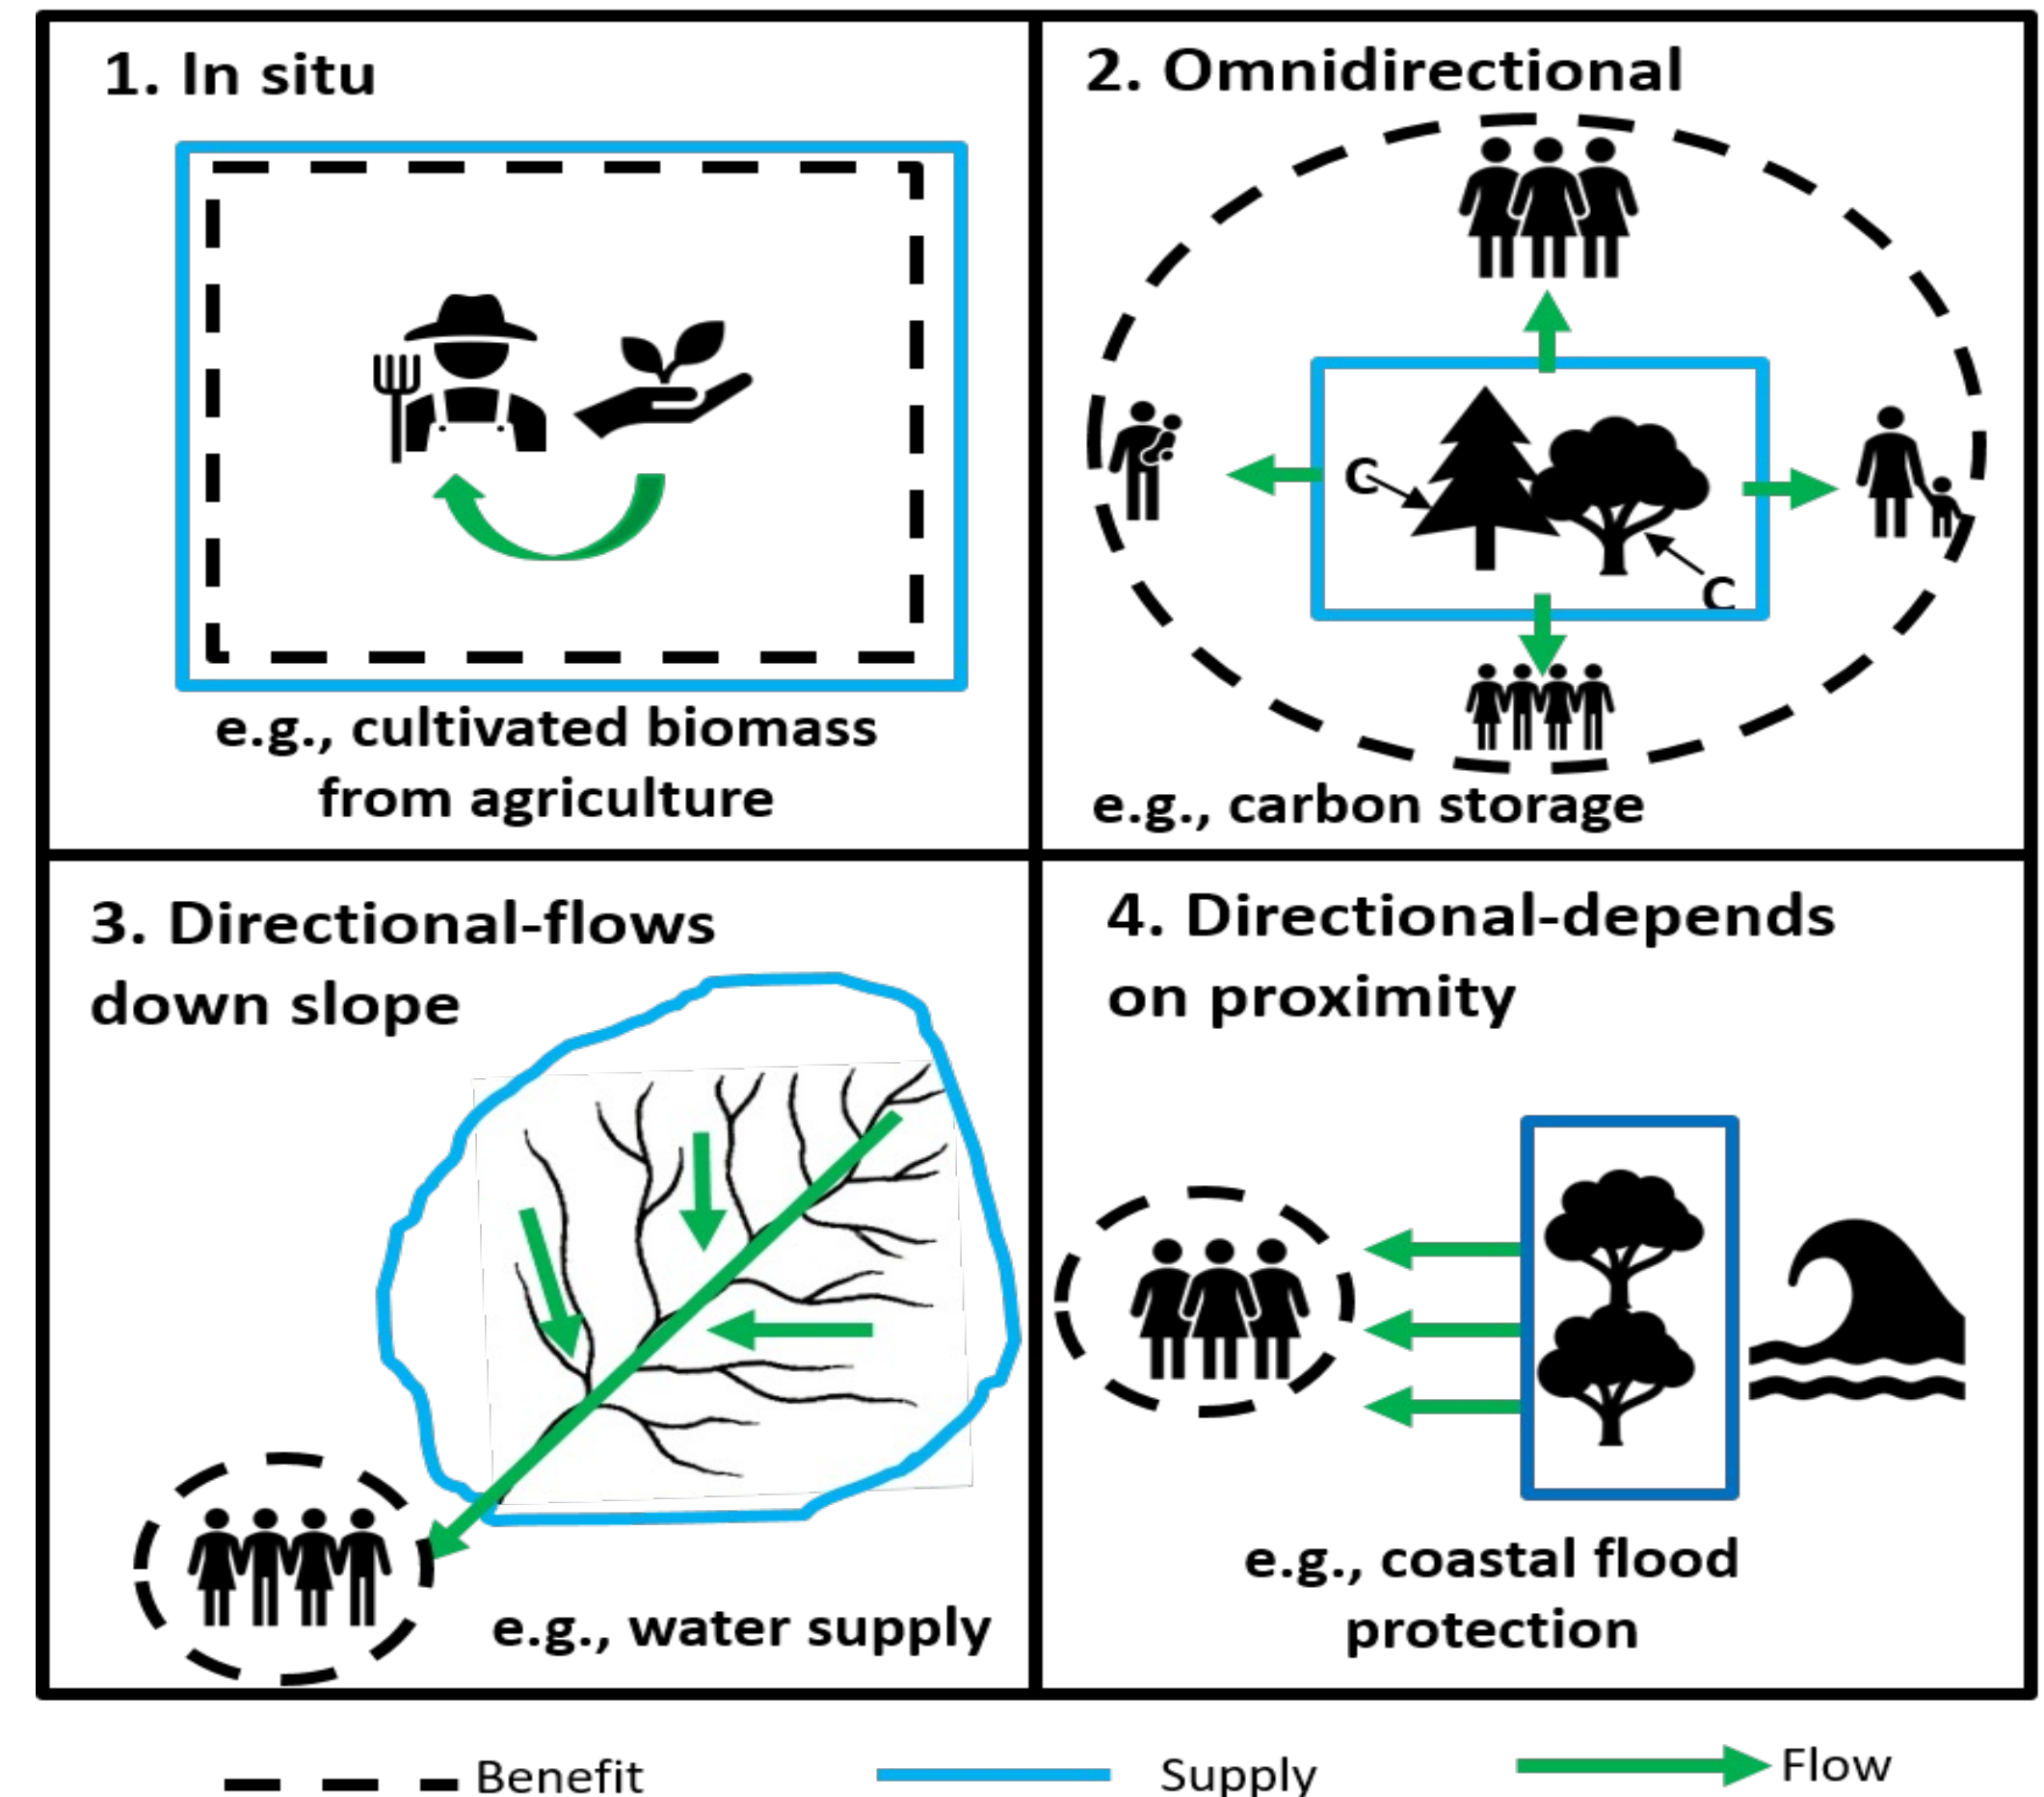 1. In situ
e.g., cultivated biomass
from agriculture
2. Omnidirectional
C
C
e.g., carbon storage
3. Directional-flows
down slope
e.g., water supply
4. Directional-depends
on proximity
e.g., coastal flood
protection
Benefit
Supply
Flow